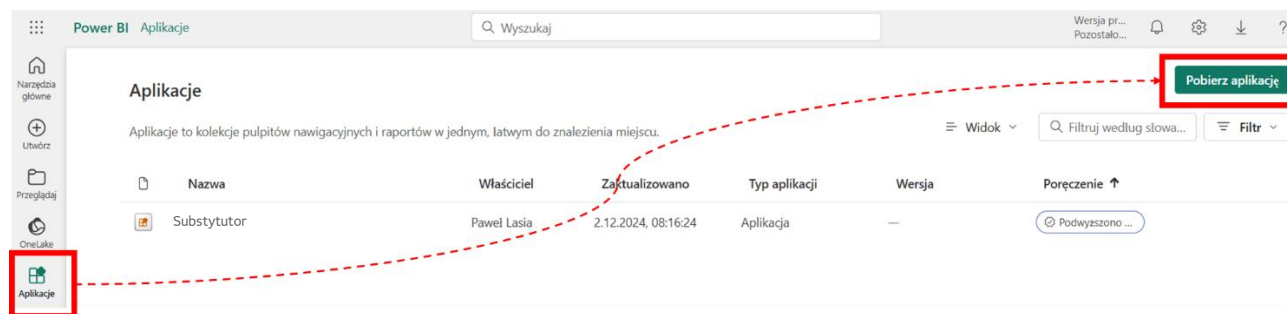 Power BI Aplikacje
Wyszukaj
Wersja pr...
Pozostało...
?
Narzędzia
główne
Utwórz
Przeglądaj
OneLake
Aplikacje
Aplikacje
Pobierz aplikację
Aplikacje to kolekcje pulpitów nawigacyjnych i raportów w jednym, łatwym do znalezienia miejscu.
Widok
Filtruj według słowa...
Filtr
Nazwa Właściciel Zaktualizowano Typ aplikacji Wersja Poręczenie ↑
Substytutor Paweł Lasia 2.12.2024, 08:16:24 Aplikacja — Podwyższono ...